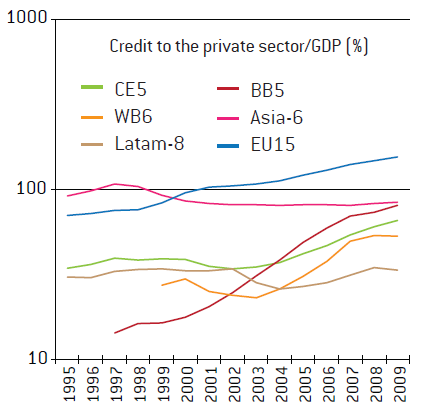 1000
Credit to the private sector/GDP (%)
CE5 BB5
WB6 Asia-6
Latam-8 EU15
100
10
1995 1996 1997 1998 1999 2000 2001 2002 2003 2004 2005 2006 2007 2008 2009